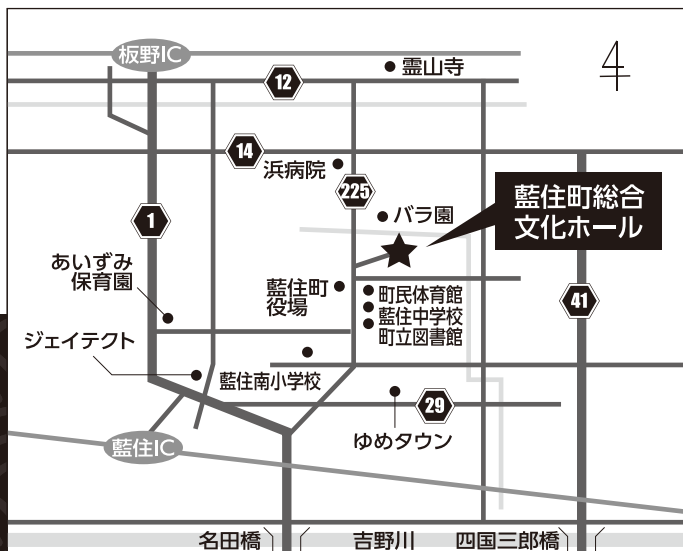 板野IC
霊山寺
12
14
浜病院
225
1
バラ園
藍住町総合
文化ホール
あいずみ
保育園
藍住町
役場
町民体育館
藍住中学校
町立図書館
41
ジェイテクト
藍住南小学校
29
ゆめタウン
藍住IC
名田橋
吉野川
四国三郎橋